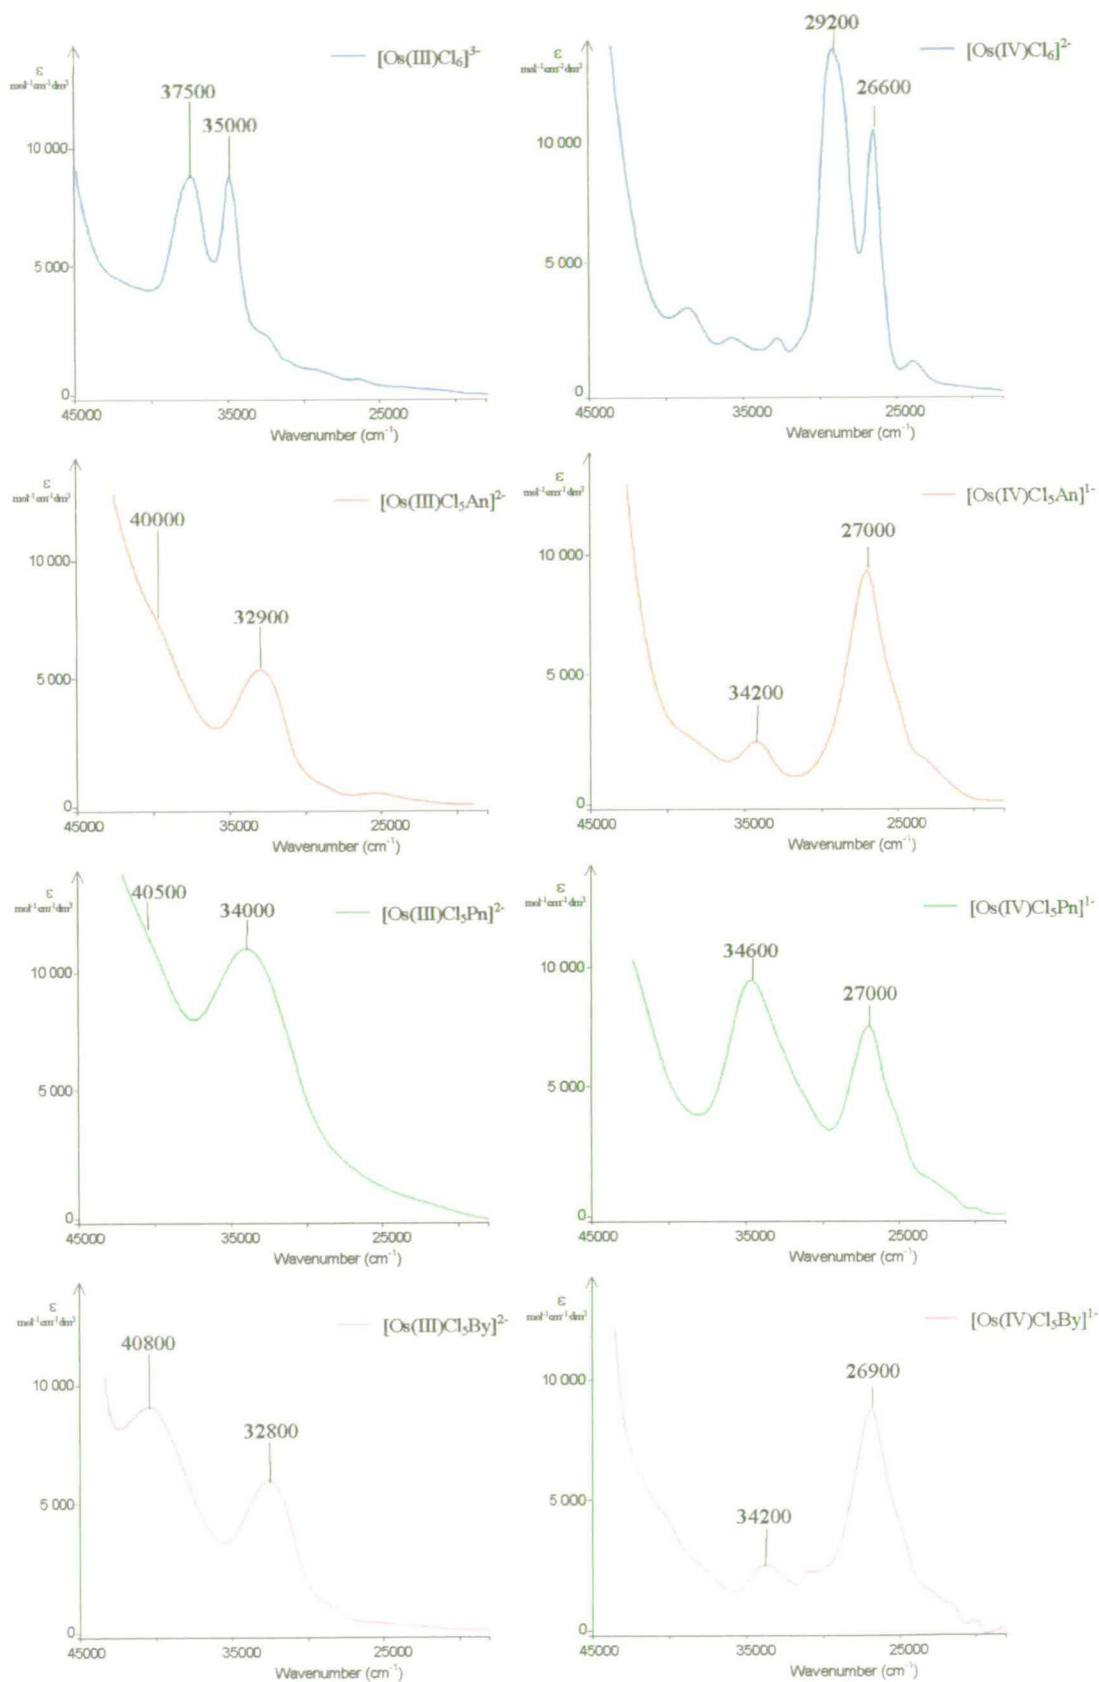 ε
mol⁻¹cm⁻¹dm³
[Os(III)Cl₆]³⁻
37500
35000
10 000
5 000
0
45000 35000 25000
Wavenumber (cm⁻¹)
ε
mol⁻¹cm⁻¹dm³
[Os(IV)Cl₆]²⁻
29200
26600
10 000
5 000
0
45000 35000 25000
Wavenumber (cm⁻¹)
ε
mol⁻¹cm⁻¹dm³
[Os(III)Cl₅An]²⁻
40000
32900
10 000
5 000
0
45000 35000 25000
Wavenumber (cm⁻¹)
ε
mol⁻¹cm⁻¹dm³
[Os(IV)Cl₅An]¹⁻
27000
34200
10 000
5 000
0
45000 35000 25000
Wavenumber (cm⁻¹)
ε
mol⁻¹cm⁻¹dm³
[Os(III)Cl₅Pn]²⁻
40500
34000
10 000
5 000
0
45000 35000 25000
Wavenumber (cm⁻¹)
ε
mol⁻¹cm⁻¹dm³
[Os(IV)Cl₅Pn]¹⁻
34600
27000
10 000
5 000
0
45000 35000 25000
Wavenumber (cm⁻¹)
ε
mol⁻¹cm⁻¹dm³
[Os(III)Cl₅By]²⁻
40800
32800
10 000
5 000
0
45000 35000 25000
Wavenumber (cm⁻¹)
ε
mol⁻¹cm⁻¹dm³
[Os(IV)Cl₅By]¹⁻
26900
34200
10 000
5 000
0
45000 35000 25000
Wavenumber (cm⁻¹)